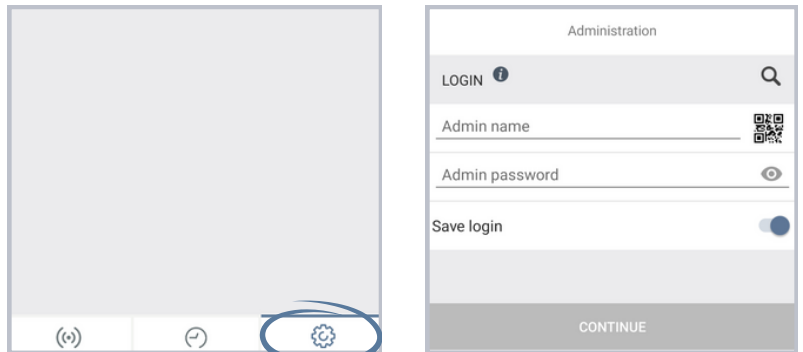 Administration
LOGIN
Admin name
Admin password
Save login
CONTINUE